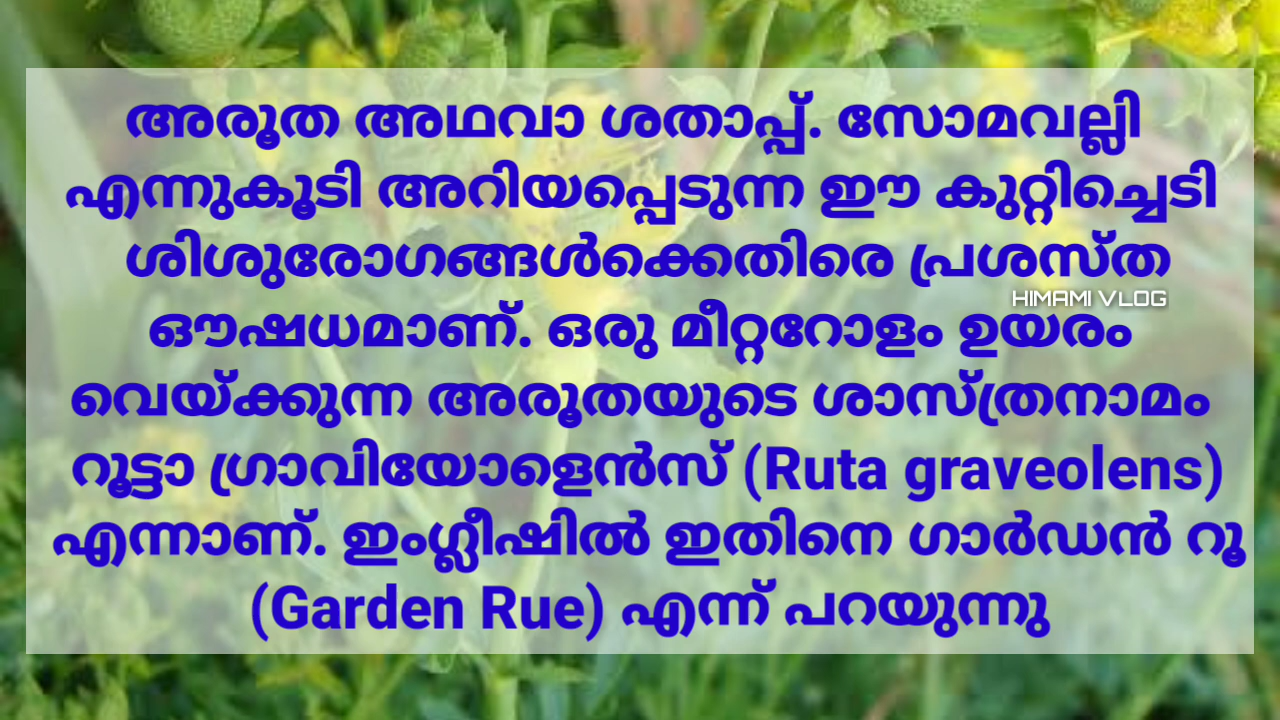 അരൂത അഥവാ ശതാപ്പ്. സോമവല്ലി
എന്നുകൂടി അറിയപ്പെടുന്ന ഈ കുറ്റിച്ചെടി
ശിശുരോഗങ്ങൾക്കെതിരെ പ്രശസ്ത
HIMAMI VLOG
ഔഷധമാണ്. ഒരു മീറ്ററോളം ഉയരം
വെയ്ക്കുന്ന അരൂതയുടെ ശാസ്ത്രനാമം
റൂട്ടാ ഗ്രാവിയോളെൻസ് (Ruta graveolens)
എന്നാണ്. ഇംഗ്ലീഷിൽ ഇതിനെ ഗാർഡൻ റൂ
(Garden Rue) എന്ന് പറയുന്നു